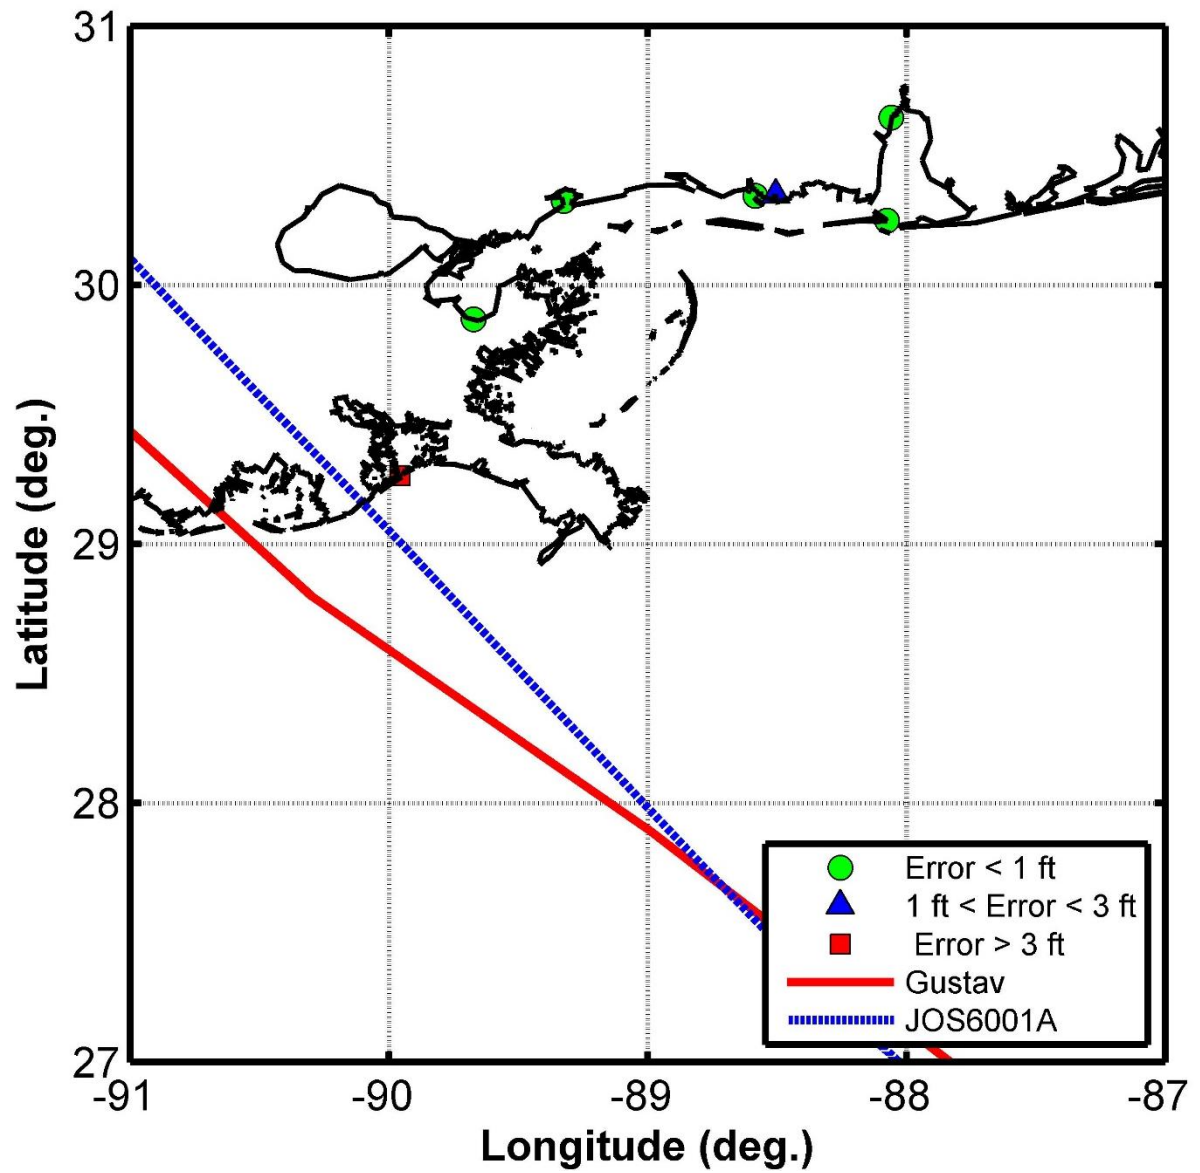 31
30
29
28
27
Latitude (deg.)
-91
-90
-89
-88
-87
Longitude (deg.)
Error < 1 ft
1 ft < Error < 3 ft
Error > 3 ft
Gustav
JOS6001A